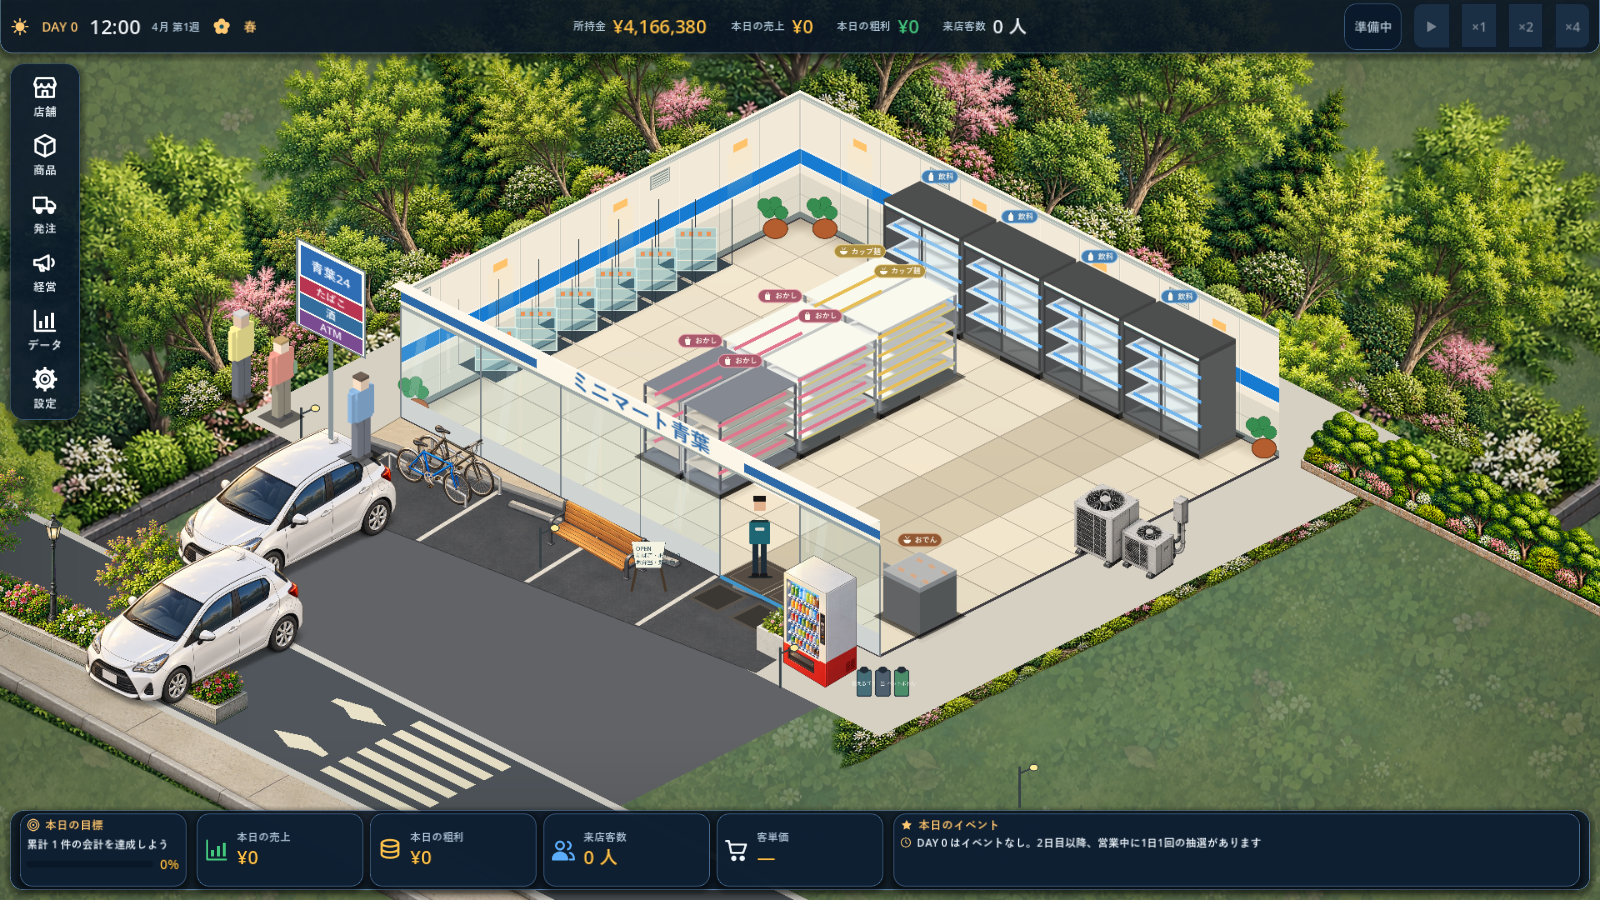 DAY 0 12:00 4月 第1週 春
所持金 ¥4,166,380 本日の売上 ¥0 本日の粗利 ¥0 来店客数 0 人
準備中 ×1 ×2 ×4
店舗
商品
発注
経営
データ
設定
飲料
飲料
飲料
飲料
カップ麺
カップ麺
おかし
おかし
おかし
おかし
おでん
青葉24
たばこ
酒
ATM
ミニマート青葉
OPEN
本日の目標
累計 1 件の会計を達成しよう
0%
本日の売上
¥0
本日の粗利
¥0
来店客数
0 人
客単価
—
本日のイベント
DAY 0 はイベントなし。2日目以降、営業中に1日1回の抽選があります